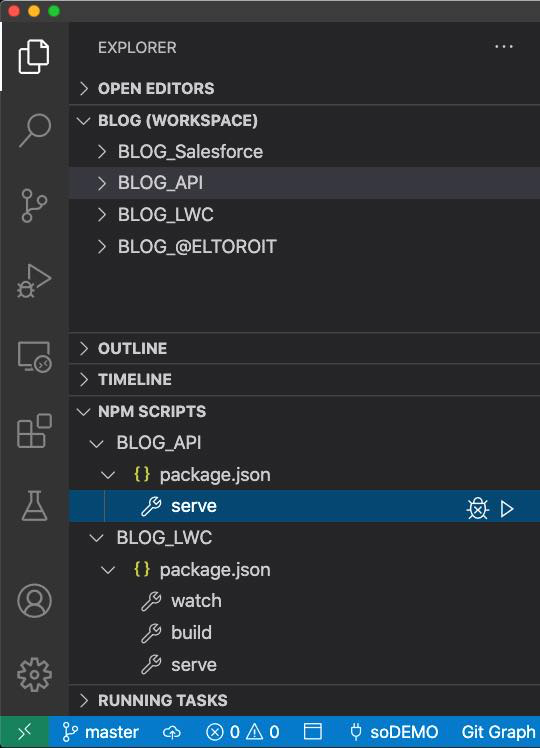 EXPLORER
OPEN EDITORS
BLOG (WORKSPACE)
BLOG_Salesforce
BLOG_API
BLOG_LWC
BLOG_@ELTOROIT
OUTLINE
TIMELINE
NPM SCRIPTS
BLOG_API
{} package.json
serve
BLOG_LWC
{} package.json
watch
build
serve
RUNNING TASKS
master 0 0 soDEMO Git Graph